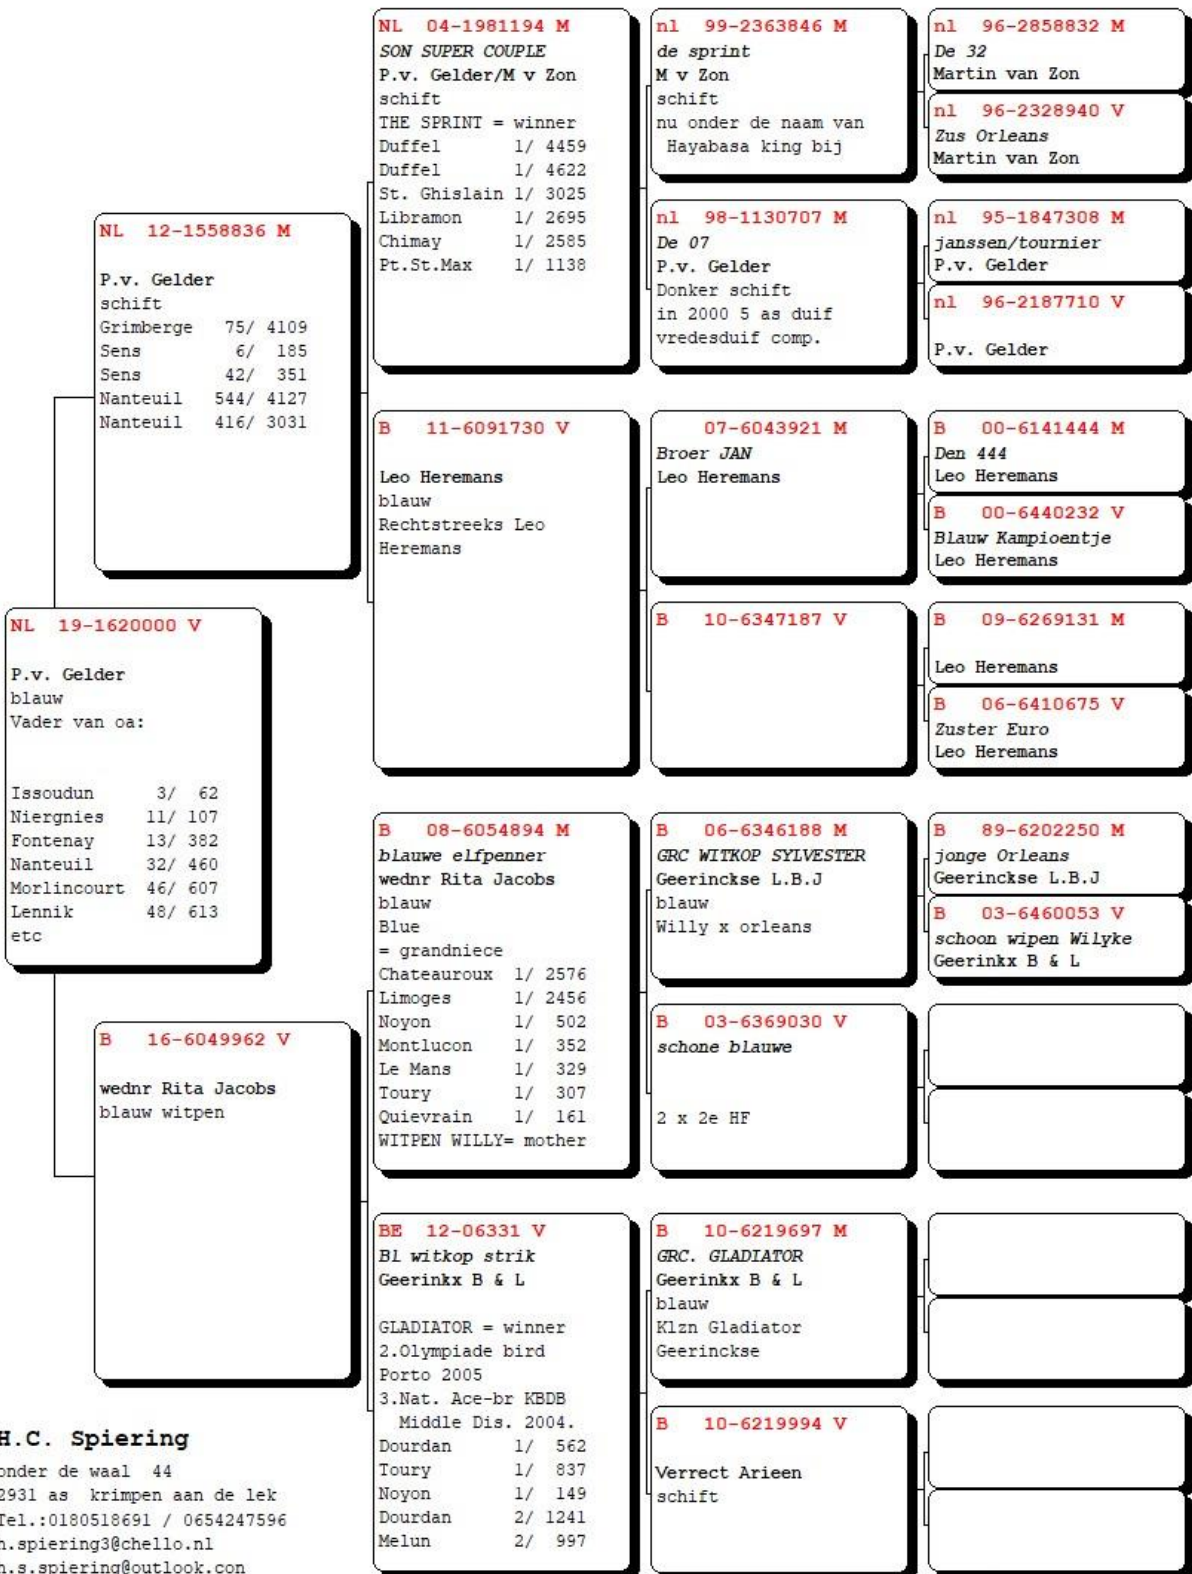 NL 19-1620000 V
P.v. Gelder
blauw
Vader van oa:
Issoudun 3/ 62
Niergnies 11/ 107
Fontenay 13/ 382
Nanteuil 32/ 460
Morlincourt 46/ 607
Lennik 48/ 613
etc
NL 12-1558836 M
P.v. Gelder
schift
Grimberge 75/ 4109
Sens 6/ 185
Sens 42/ 351
Nanteuil 544/ 4127
Nanteuil 416/ 3031
B 16-6049962 V
wednr Rita Jacobs
blauw witpen
NL 04-1981194 M
SON SUPER COUPLE
P.v. Gelder/M v Zon
schift
THE SPRINT = winner
Duffel 1/ 4459
Duffel 1/ 4622
St. Ghislain 1/ 3025
Libramon 1/ 2695
Chimay 1/ 2585
Pt.St.Max 1/ 1138
B 11-6091730 V
Leo Heremans
blauw
Rechtstreeks Leo
Heremans
B 08-6054894 M
blauwe elfpenner
wednr Rita Jacobs
blauw
Blue
= grandniece
Chateauroux 1/ 2576
Limoges 1/ 2456
Noyon 1/ 502
Montlucon 1/ 352
Le Mans 1/ 329
Toury 1/ 307
Quievrain 1/ 161
WITPEN WILLY= mother
BE 12-06331 V
Bl witkop strik
Geerinkx B & L
GLADIATOR = winner
2.Olympiade bird
Porto 2005
3.Nat. Ace-br KBDB
Middle Dis. 2004.
Dourdan 1/ 562
Toury 1/ 837
Noyon 1/ 149
Dourdan 2/ 1241
Melun 2/ 997
nl 99-2363846 M
de sprint
M v Zon
schift
nu onder de naam van
Hayabasa king bij
nl 98-1130707 M
De 07
P.v. Gelder
Donker schift
in 2000 5 as duif
vredesduif comp.
07-6043921 M
Broer JAN
Leo Heremans
B 10-6347187 V
B 06-6346188 M
GRC WITKOP SYLVESTER
Geerinckse L.B.J
blauw
Willy x orleans
B 03-6369030 V
schone blauwe
2 x 2e HF
B 10-6219697 M
GRC. GLADIATOR
Geerinkx B & L
blauw
Klzn Gladiator
Geerinckse
B 10-6219994 V
Verrect Arieen
schift
nl 96-2858832 M
De 32
Martin van Zon
nl 96-2328940 V
Zus Orleans
Martin van Zon
nl 95-1847308 M
janssen/tournier
P.v. Gelder
nl 96-2187710 V
P.v. Gelder
B 00-6141444 M
Den 444
Leo Heremans
B 00-6440232 V
Blauw Kampioentje
Leo Heremans
B 09-6269131 M
Leo Heremans
B 06-6410675 V
Zuster Euro
Leo Heremans
B 89-6202250 M
jonge Orleans
Geerinckse L.B.J
B 03-6460053 V
schoon wipen Wilyke
Geerinkx B & L
H.C. Spiering
onder de waal 44
2931 as krimpen aan de lek
Tel.:0180518691 / 0654247596
h.spiering3@chello.nl
h.s.spiering@outlook.con